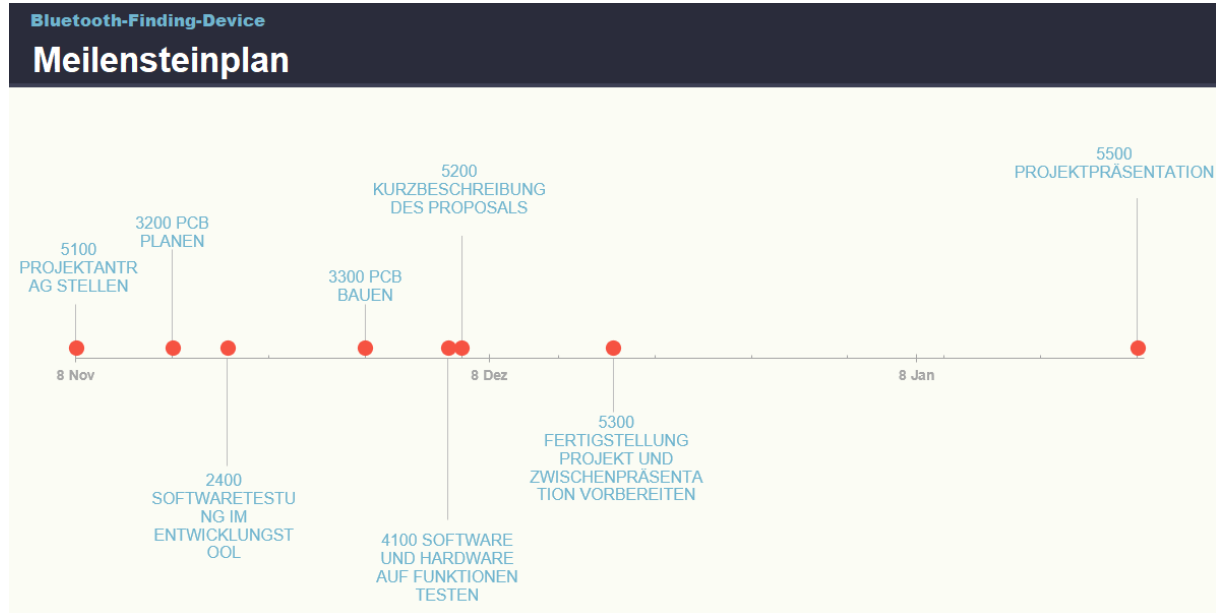 Bluetooth-Finding-Device
Meilensteinplan
5100
PROJEKTANTR
AG STELLEN
3200 PCB
PLANEN
2400
SOFTWARETESTU
NG IM
ENTWICKLUNGST
OOL
3300 PCB
BAUEN
4100 SOFTWARE
UND HARDWARE
AUF FUNKTIONEN
TESTEN
5200
KURZBESCHREIBUNG
DES PROPOSALS
5300
FERTIGSTELLUNG
PROJEKT UND
ZWISCHENPRÄSENTA
TION VORBEREITEN
5500
PROJEKTPRÄSENTATION
8 Nov
8 Dez
8 Jan